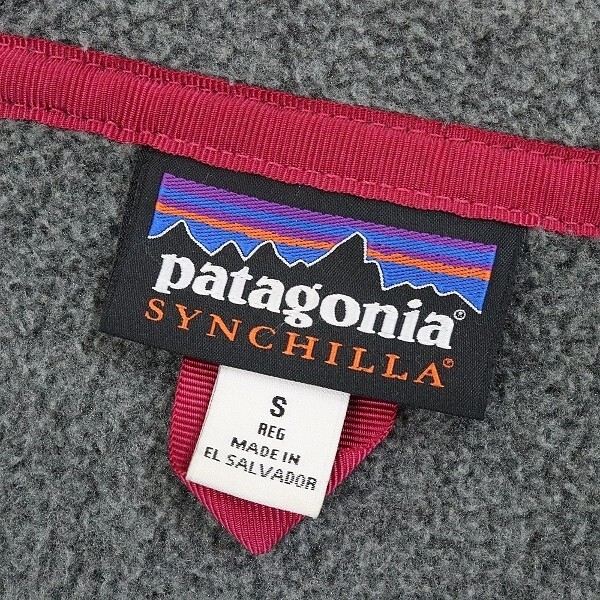 patagonia®
SYNCHILLA®
S
REG
MADE IN
EL SALVADOR